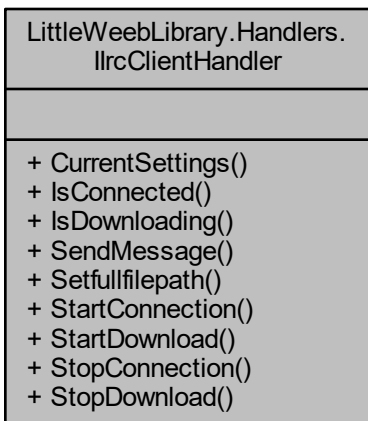 LittleWeebLibrary.Handlers.
IIrcClientHandler
+ CurrentSettings()
+ IsConnected()
+ IsDownloading()
+ SendMessage()
+ Setfullfilepath()
+ StartConnection()
+ StartDownload()
+ StopConnection()
+ StopDownload()